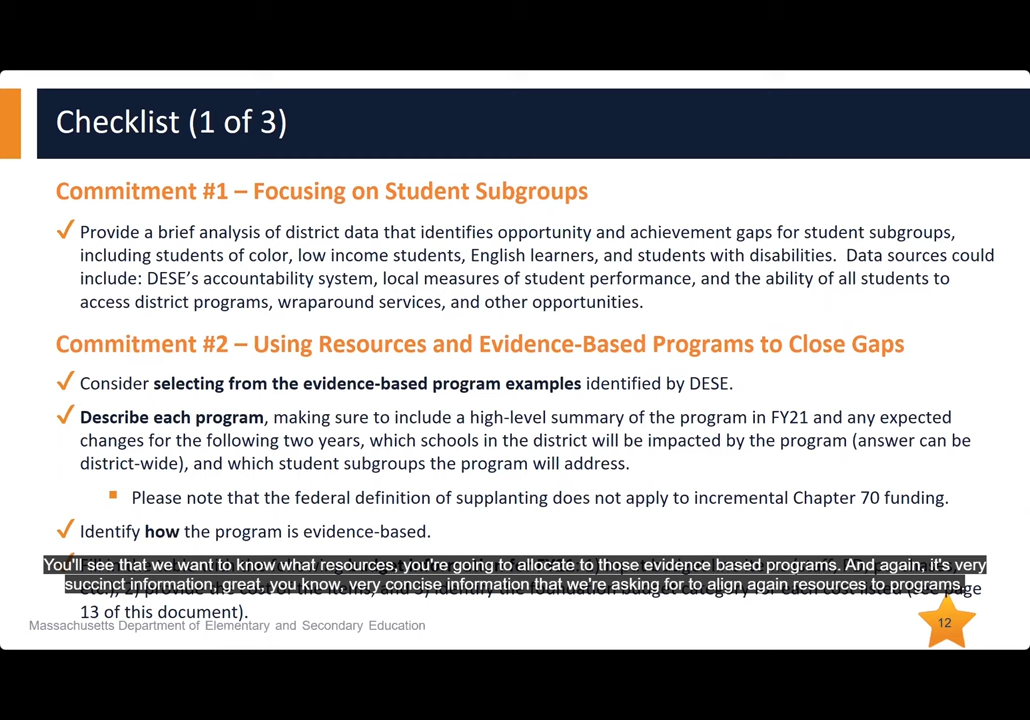 Checklist (1 of 3)
Commitment #1 – Focusing on Student Subgroups
✓ Provide a brief analysis of district data that identifies opportunity and achievement gaps for student subgroups,
including students of color, low income students, English learners, and students with disabilities. Data sources could
include: DESE's accountability system, local measures of student performance, and the ability of all students to
access district programs, wraparound services, and other opportunities.
Commitment #2 – Using Resources and Evidence-Based Programs to Close Gaps
✓ Consider selecting from the evidence-based program examples identified by DESE.
✓ Describe each program, making sure to include a high-level summary of the program in FY21 and any expected
changes for the following two years, which schools in the district will be impacted by the program (answer can be
district-wide), and which student subgroups the program will address.
▪ Please note that the federal definition of supplanting does not apply to incremental Chapter 70 funding.
✓ Identify how the program is evidence-based.
You'll see that we want to know what resources, you're going to allocate to those evidence based programs. And again, it's very
succinct information, great, you know, very concise information that we're asking for to align again resources to programs.
page
13 of this document).
Massachusetts Department of Elementary and Secondary Education
12